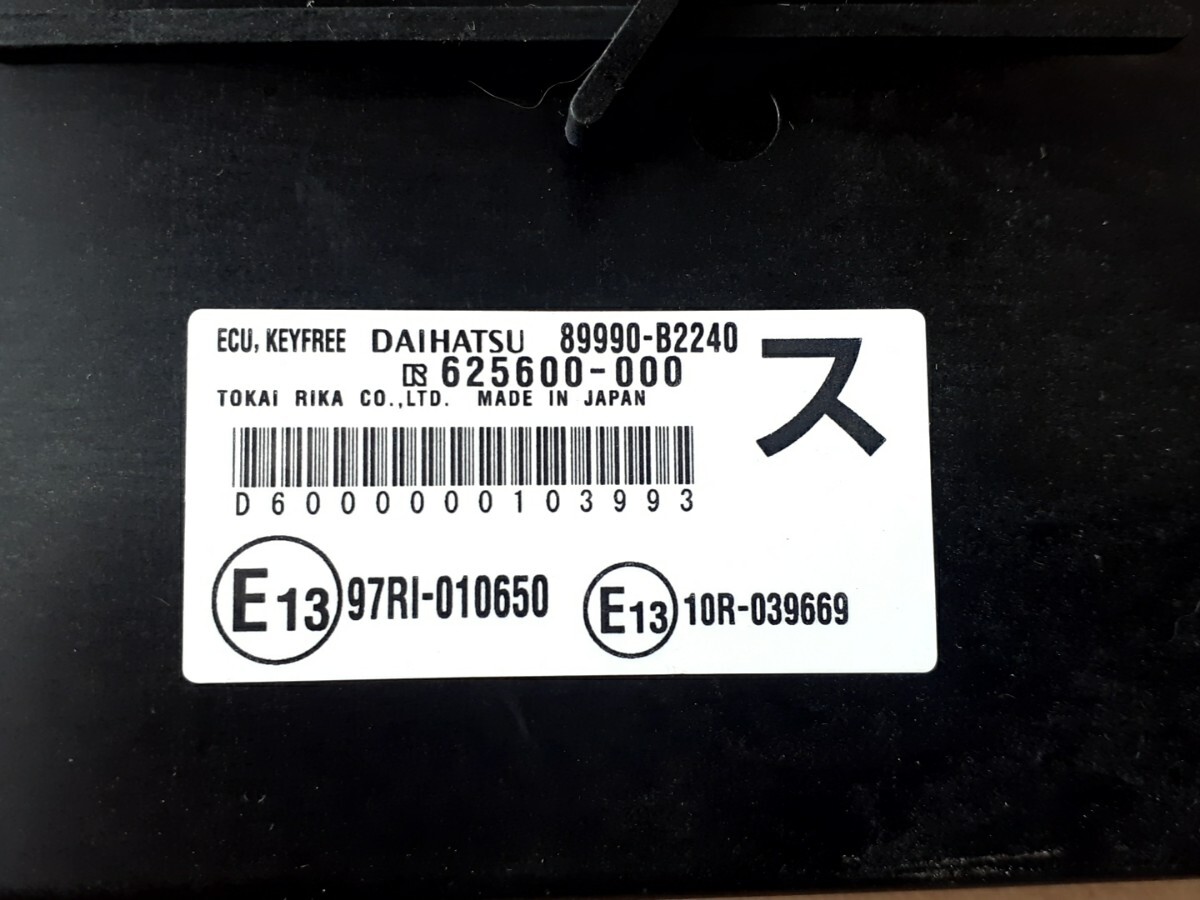 ECU, KEYFREE DAIHATSU 89990-B2240
625600-000
ス
TOKAI RIKA CO.,LTD. MADE IN JAPAN
D6000000103993
E13 97RI-010650 E13 10R-039669